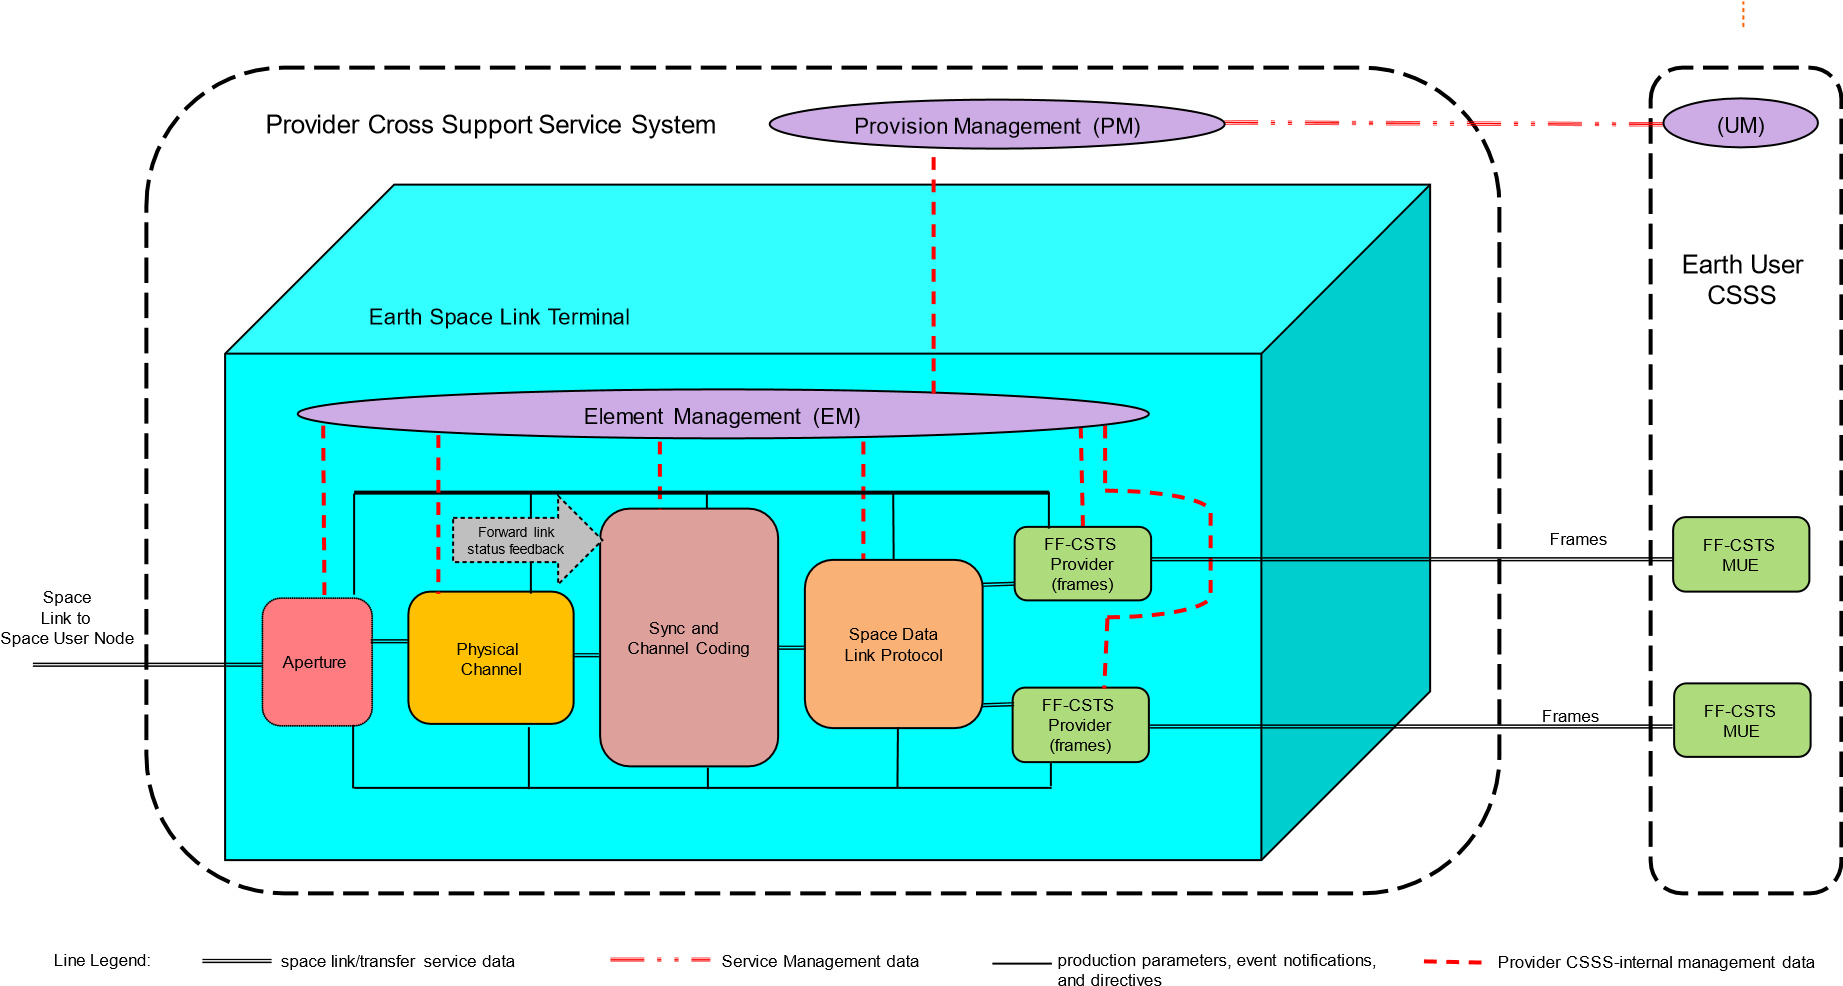 Provider Cross Support Service System
Provision Management (PM)
(UM)
Earth User
CSSS
Earth Space Link Terminal
Element Management (EM)
Forward link
status feedback
FF-CSTS
Provider
(frames)
Frames
FF-CSTS
MUE
Space
Link to
Space User Node
Aperture
Physical
Channel
Sync and
Channel Coding
Space Data
Link Protocol
FF-CSTS
Provider
(frames)
Frames
FF-CSTS
MUE
Line Legend:
space link/transfer service data
Service Management data
production parameters, event notifications,
and directives
Provider CSSS-internal management data